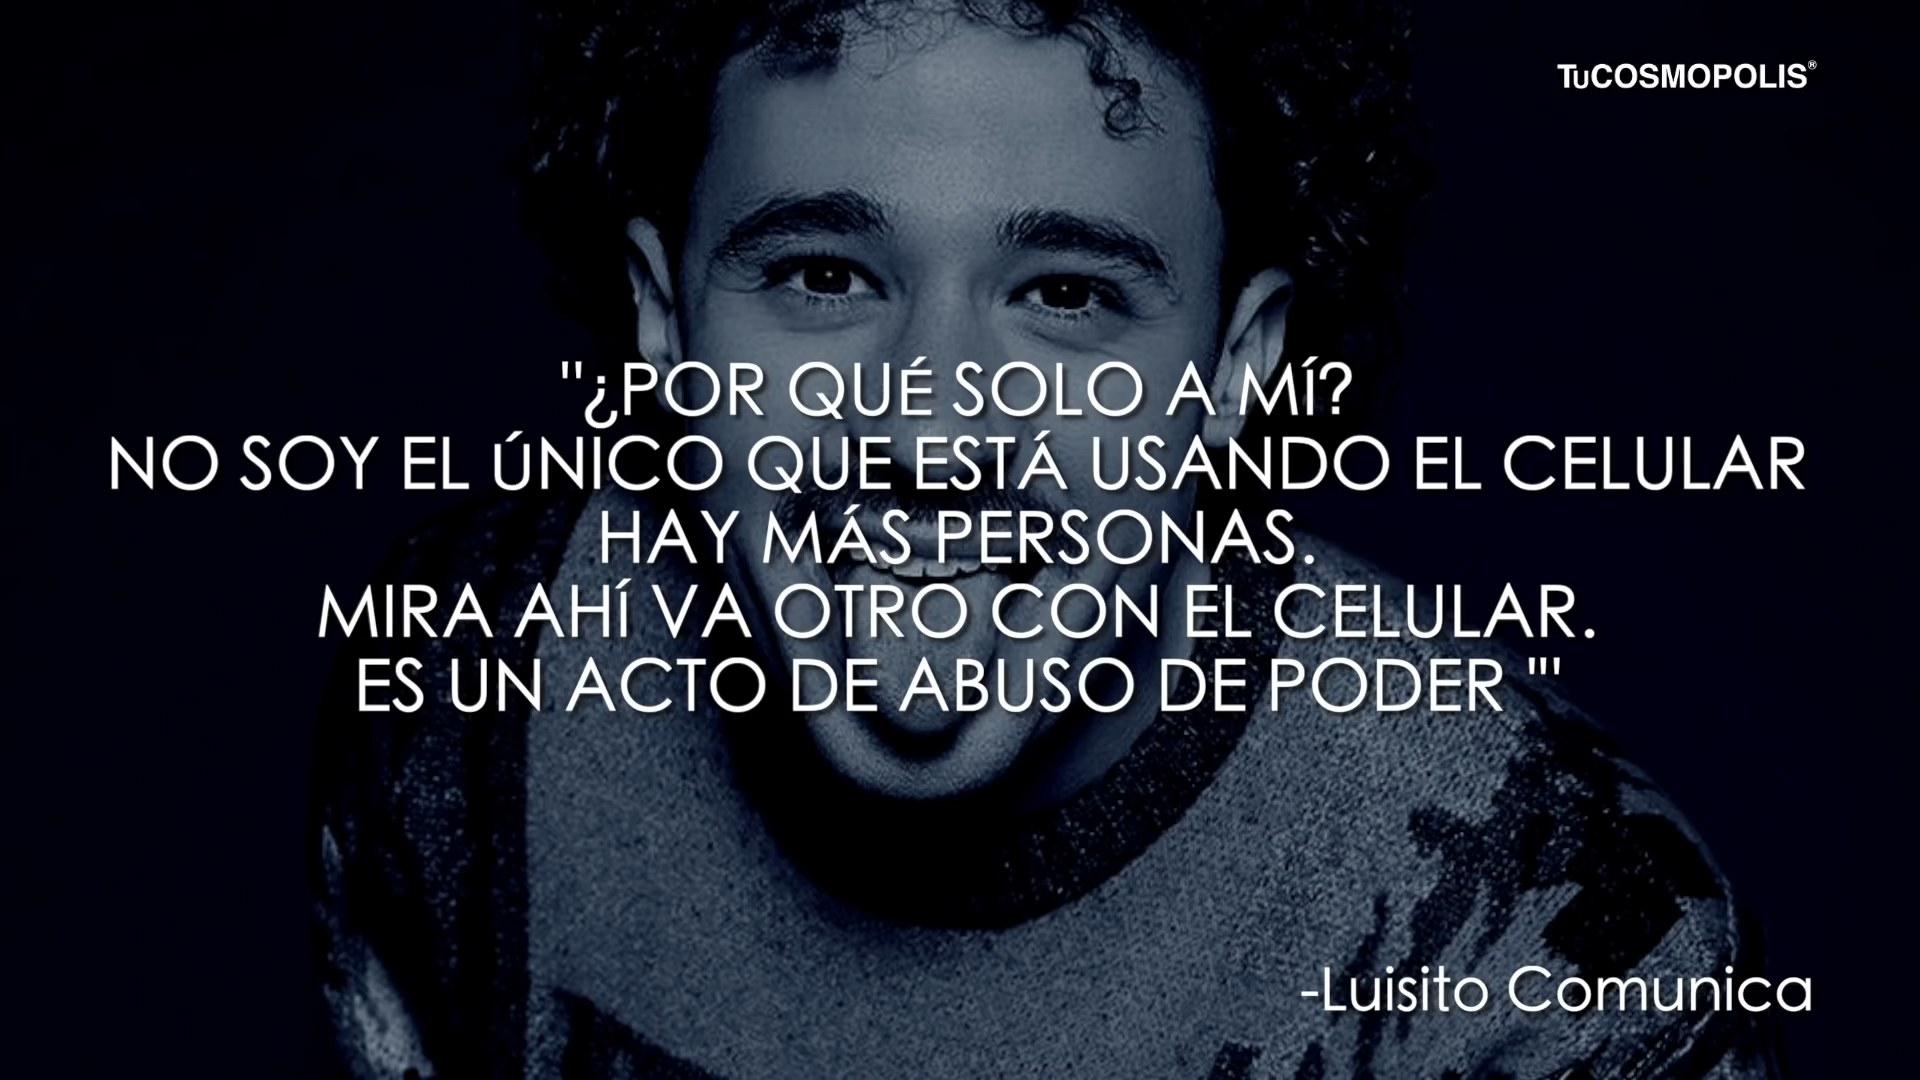 TuCOSMOPOLIS®
"¿POR QUÉ SOLO A MÍ?
NO SOY EL ÚNICO QUE ESTÁ USANDO EL CELULAR
HAY MÁS PERSONAS.
MIRA AHÍ VA OTRO CON EL CELULAR.
ES UN ACTO DE ABUSO DE PODER '"
-Luisito Comunica